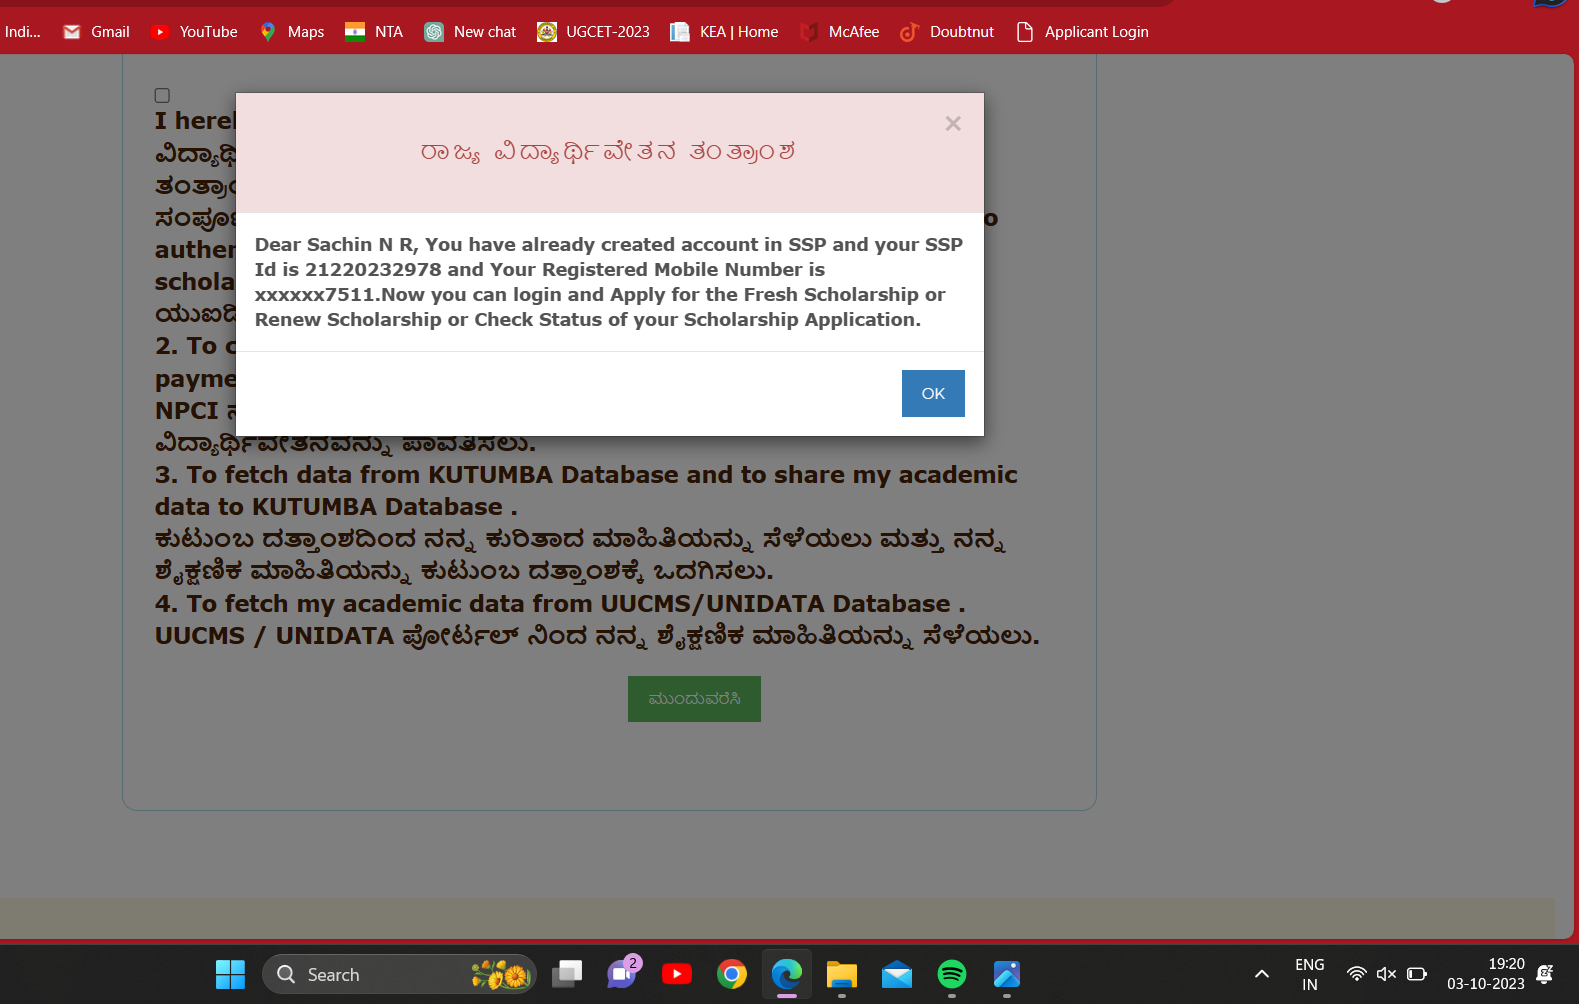 Indi... Gmail YouTube Maps NTA New chat UGCET-2023 KEA | Home McAfee Doubtnut Applicant Login
ರಾಜ್ಯ ವಿದ್ಯಾರ್ಥಿವೇತನ ತಂತ್ರಾಂಶ
Dear Sachin N R, You have already created account in SSP and your SSP
Id is 21220232978 and Your Registered Mobile Number is
xxxxxx7511.Now you can login and Apply for the Fresh Scholarship or
Renew Scholarship or Check Status of your Scholarship Application.
OK
I
2. To
NPCI
ವಿದ್ಯಾರ್ಥಿವೇತನವನ್ನು ಪಾವತಿಸಲು.
3. To fetch data from KUTUMBA Database and to share my academic
data to KUTUMBA Database .
ಕುಟುಂಬ ದತ್ತಾಂಶದಿಂದ ನನ್ನ ಕುರಿತಾದ ಮಾಹಿತಿಯನ್ನು ಸೆಳೆಯಲು ಮತ್ತು ನನ್ನ
ಶೈಕ್ಷಣಿಕ ಮಾಹಿತಿಯನ್ನು ಕುಟುಂಬ ದತ್ತಾಂಶಕ್ಕೆ ಒದಗಿಸಲು.
4. To fetch my academic data from UUCMS/UNIDATA Database .
UUCMS / UNIDATA ಪೋರ್ಟಲ್ ನಿಂದ ನನ್ನ ಶೈಕ್ಷಣಿಕ ಮಾಹಿತಿಯನ್ನು ಸೆಳೆಯಲು.
ಮುಂದುವರೆಸಿ
Search 2 ENG 19:20
IN 03-10-2023